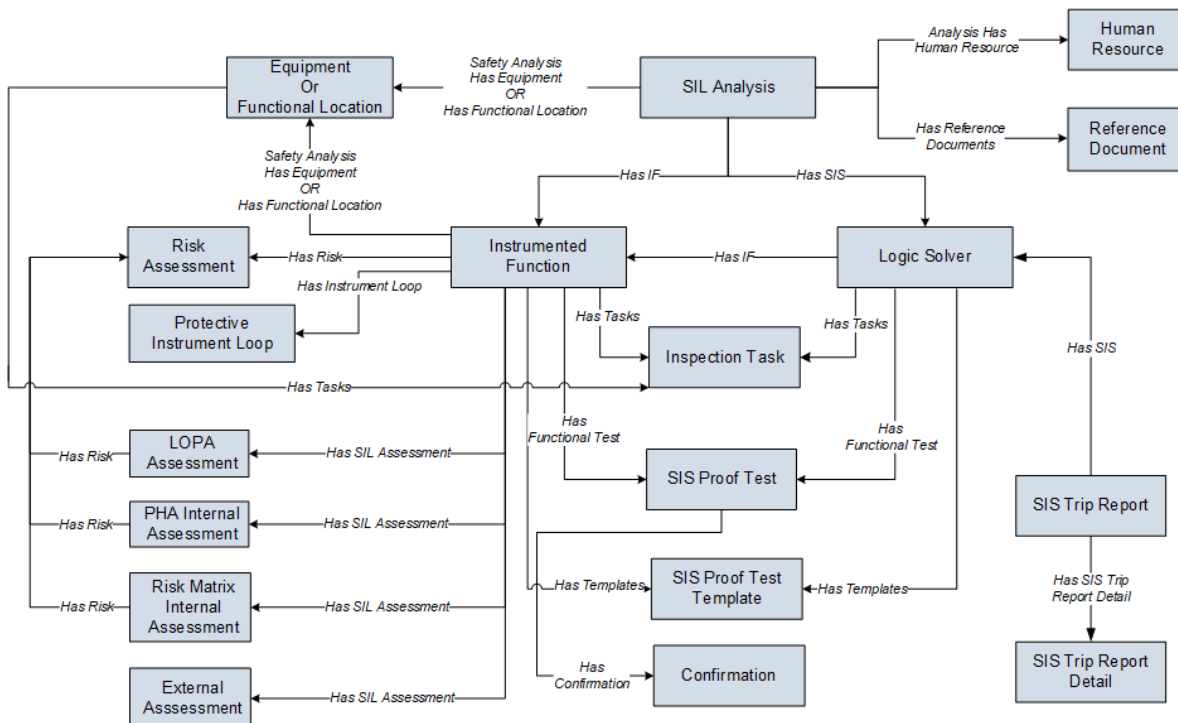 Equipment
Or
Functional Location
Safety Analysis
Has Equipment
OR
Has Functional Location
SIL Analysis
Analysis Has
Human Resource
Human
Resource
Has Reference
Documents
Reference
Document
Safety Analysis
Has Equipment
OR
Has Functional Location
Has IF
Has SIS
Risk
Assessment
Has Risk
Instrumented
Function
Has IF
Logic Solver
Has Instrument Loop
Protective
Instrument Loop
Has Tasks
Inspection Task
Has Tasks
Has SIS
Has Tasks
Has
Functional Test
Has
Functional Test
Has Risk
LOPA
Assessment
Has SIL Assessment
SIS Proof Test
SIS Trip Report
Has Risk
PHA Internal
Assessment
Has SIL Assessment
Has Templates
SIS Proof Test
Template
Has Templates
Has SIS Trip
Report Detail
Has Risk
Risk Matrix
Internal
Assessment
Has SIL Assessment
Has
Confirmation
Confirmation
SIS Trip Report
Detail
External
Asssessment
Has SIL Assessment